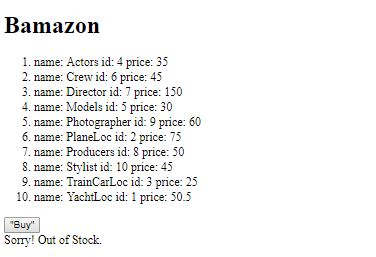 Bamazon
1. name: Actors id: 4 price: 35
2. name: Crew id: 6 price: 45
3. name: Director id: 7 price: 150
4. name: Models id: 5 price: 30
5. name: Photographer id: 9 price: 60
6. name: PlaneLoc id: 2 price: 75
7. name: Producers id: 8 price: 50
8. name: Stylist id: 10 price: 45
9. name: TrainCarLoc id: 3 price: 25
10. name: YachtLoc id: 1 price: 50.5
"Buy"
Sorry! Out of Stock.